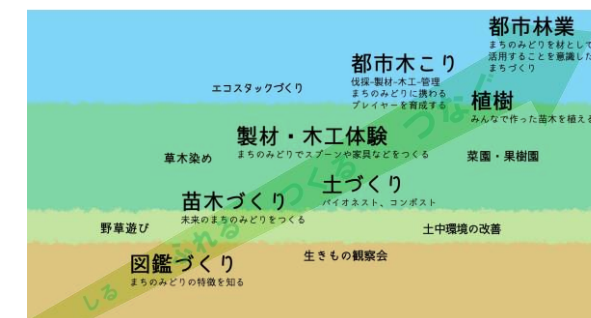 都市林業
まちのみどりを材として
活用することを意識した
まちづくり
都市木こり
伐採-製材-木工-管理
まちのみどりに携わる
プレイヤーを育成する
エコスタックづくり
植樹
みんなで作った苗木を植える
製材・木工体験
まちのみどりでスプーンや家具などをつくる
草木染め
菜園・果樹園
土づくり
バイオネスト、コンポスト
苗木づくり
未来のまちのみどりをつくる
野草遊び
土中環境の改善
図鑑づくり
まちのみどりの特徴を知る
生きもの観察会
しる ふれる つくる つなぐ